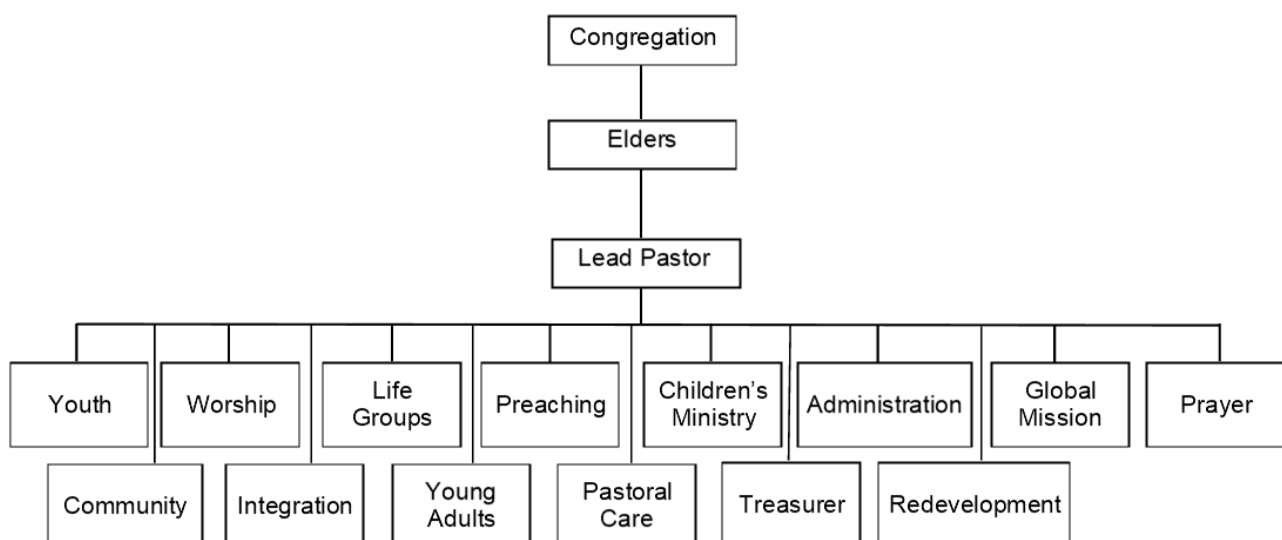 Congregation
Elders
Lead Pastor
Youth
Worship
Life
Groups
Preaching
Children’s
Ministry
Administration
Global
Mission
Prayer
Community
Integration
Young
Adults
Pastoral
Care
Treasurer
Redevelopment